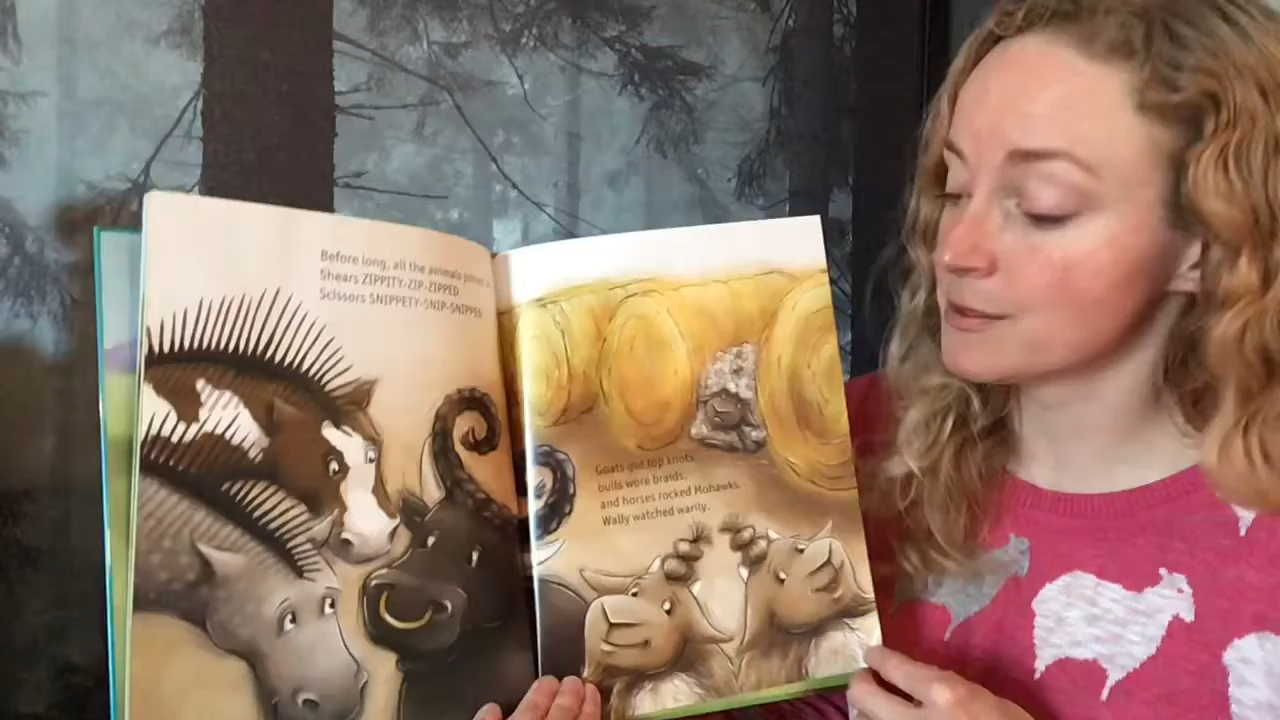 Before long, all the animals joined in.
Shears ZIPPITY-ZIP-ZIPPED
Scissors SNIPPETY-SNIP-SNIPPED
Goats got top knots,
bulls wore braids,
and horses rocked Mohawks.
Wally watched warily.